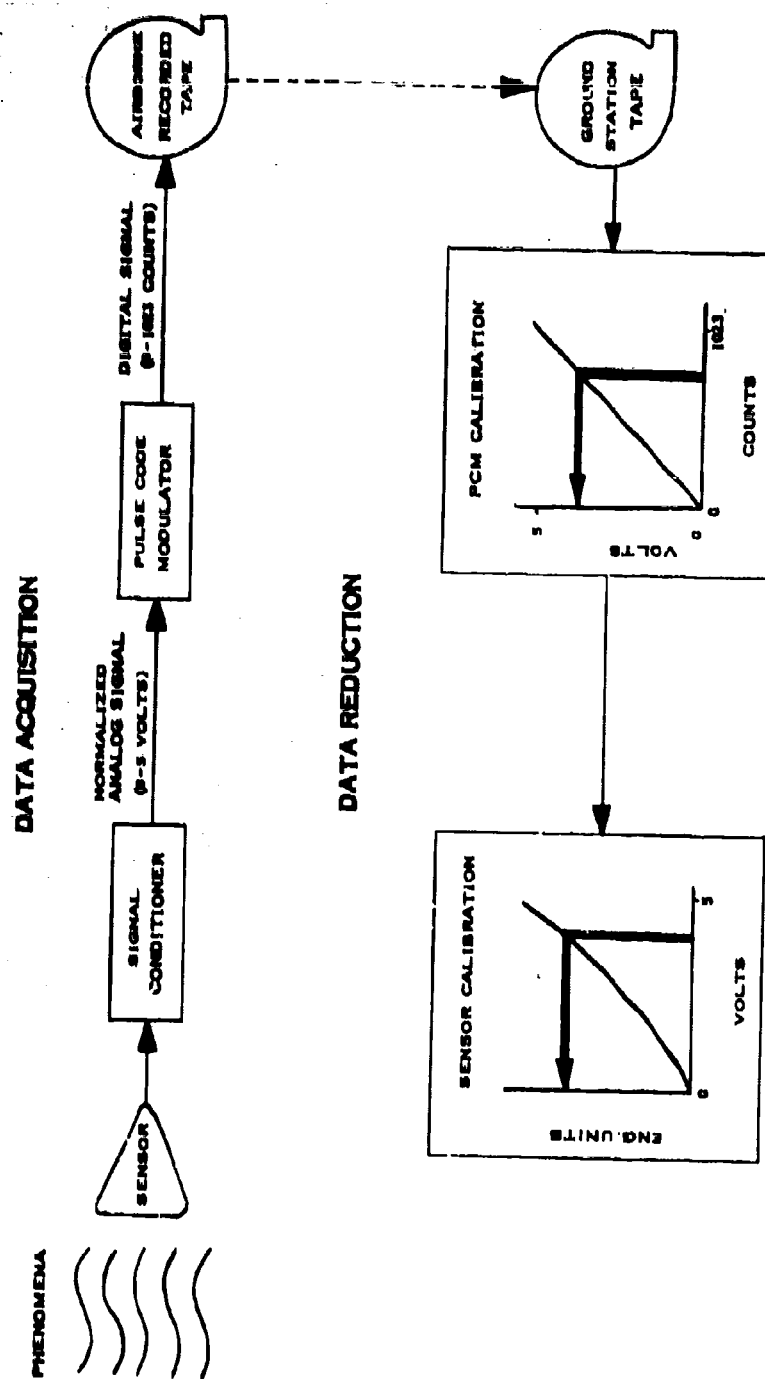 DATA ACQUISITION
PHENOMENA
SENSOR
SIGNAL
CONDITIONER
NORMALIZED
ANALOG SIGNAL
(0-5 VOLTS)
PULSE CODE
MODULATOR
DIGITAL SIGNAL
(0-1023 COUNTS)
AIRBORNE
RECORDED
TAPE
DATA REDUCTION
SENSOR CALIBRATION
ENG. UNITS
0
5
VOLTS
PCM CALIBRATION
5
VOLTS
0
0
1023
COUNTS
GROUND
STATION
TAPE